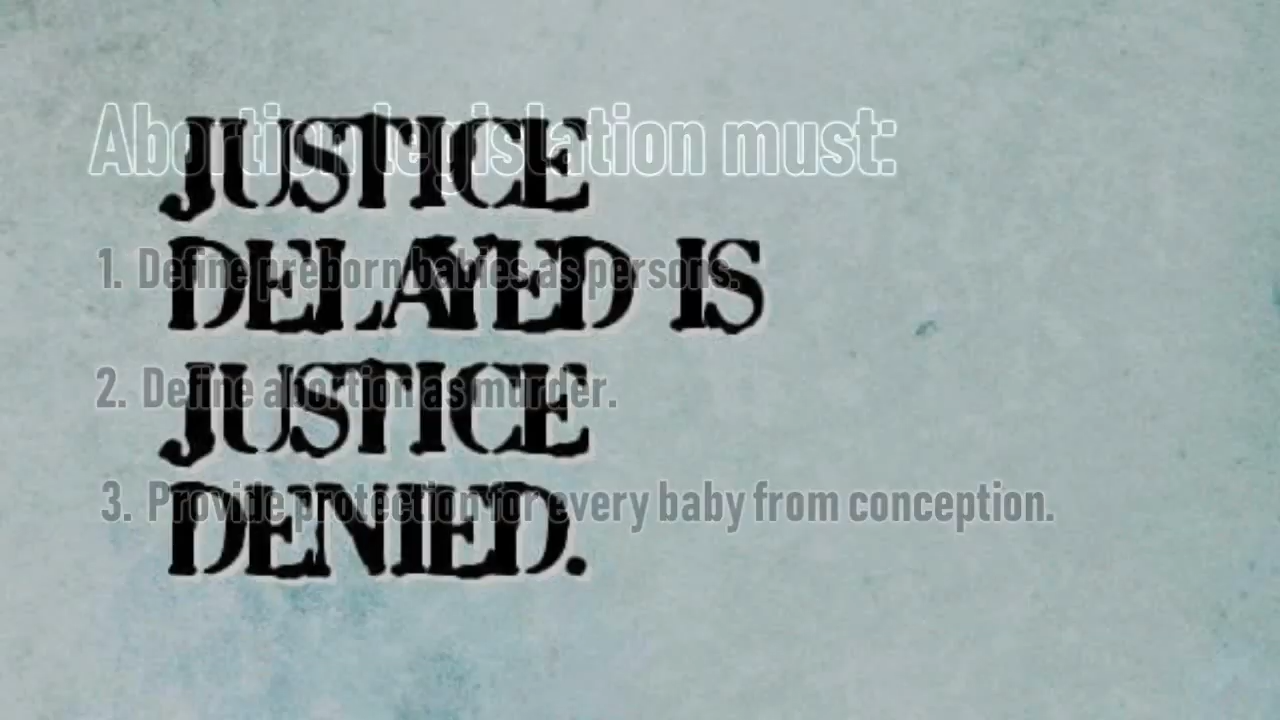 Abortion legislation must:
1. Define preborn babies as persons.
2. Define abortion as murder.
3. Provide protection for every baby from conception.
JUSTICE
DELAYED IS
JUSTICE
DENIED.